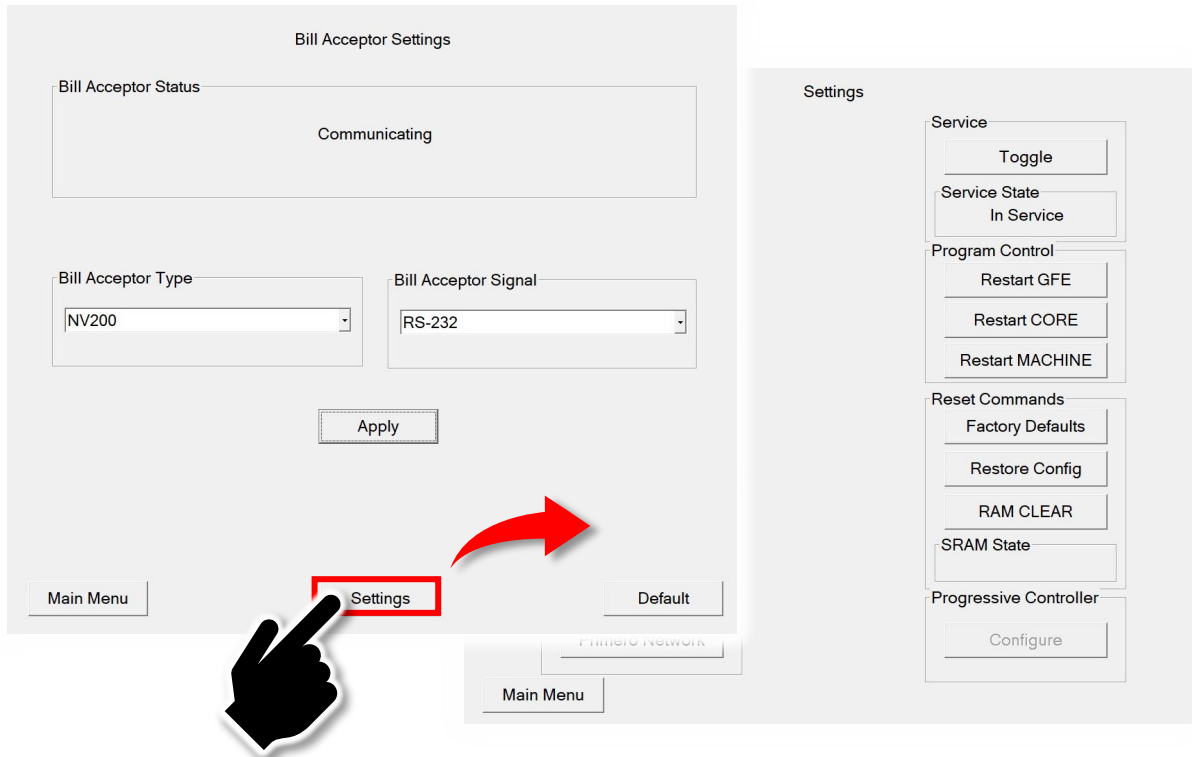 Bill Acceptor Settings
Bill Acceptor Status
Communicating
Bill Acceptor Type
NV200
Bill Acceptor Signal
RS-232
Apply
Main Menu
Settings
Default
Settings
Service
Toggle
Service State
In Service
Program Control
Restart GFE
Restart CORE
Restart MACHINE
Reset Commands
Factory Defaults
Restore Config
RAM CLEAR
SRAM State
Progressive Controller
Configure
Primero Network
Main Menu